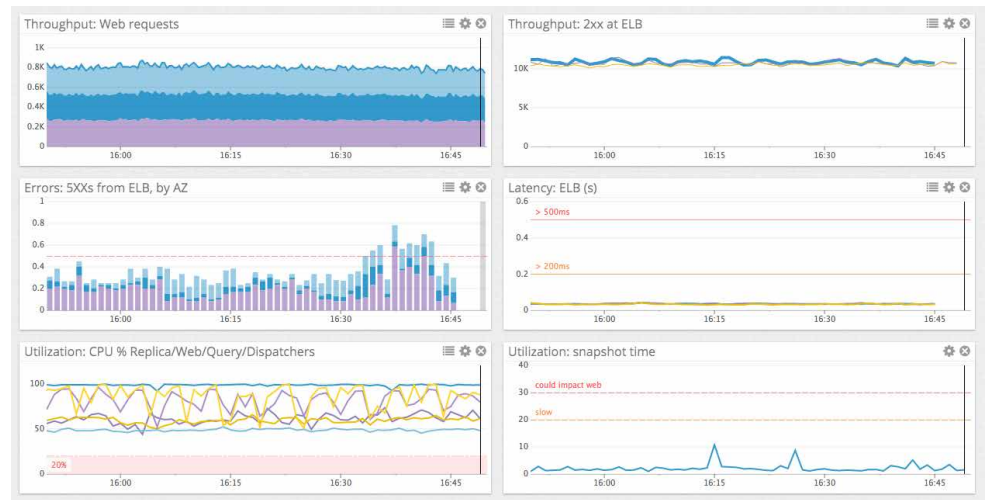 Throughput: Web requests
1K
0.8K
0.6K
0.4K
0.2K
0
16:00 16:15 16:30 16:45
Throughput: 2xx at ELB
10K
5K
0
16:00 16:15 16:30 16:45
Errors: 5XXs from ELB, by AZ
1
0.8
0.6
0.4
0.2
0
16:00 16:15 16:30 16:45
Latency: ELB (s)
0.6
> 500ms
0.4
> 200ms
0.2
0
16:00 16:15 16:30 16:45
Utilization: CPU % Replica/Web/Query/Dispatchers
100
50
20%
0
16:00 16:15 16:30 16:45
Utilization: snapshot time
40
could impact web
30
slow
20
10
0
16:00 16:15 16:30 16:45